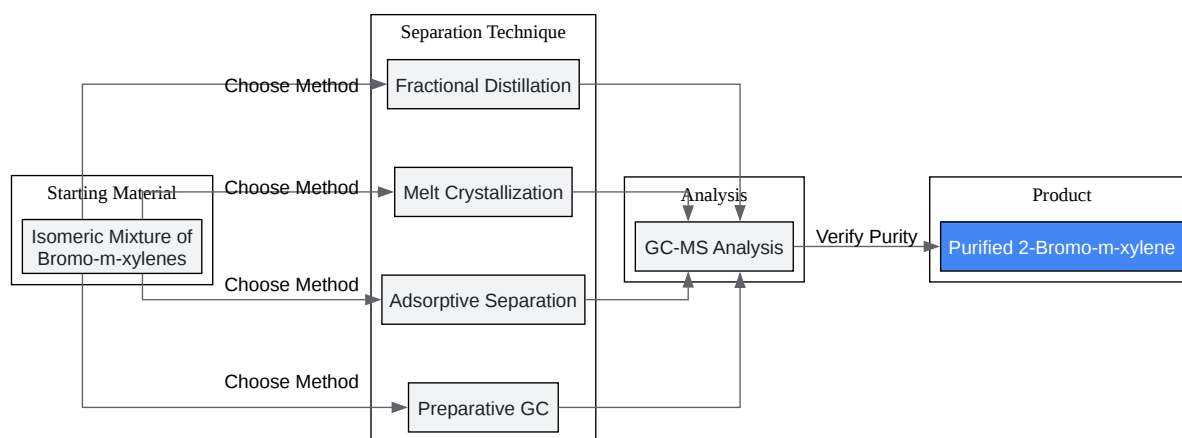 Separation Technique
Choose Method
Fractional Distillation
Starting Material
Isomeric Mixture of
Bromo-m-xylenes
Choose Method
Melt Crystallization
Choose Method
Adsorptive Separation
Choose Method
Preparative GC
Analysis
GC-MS Analysis
Verify Purity
Product
Purified 2-Bromo-m-xylene